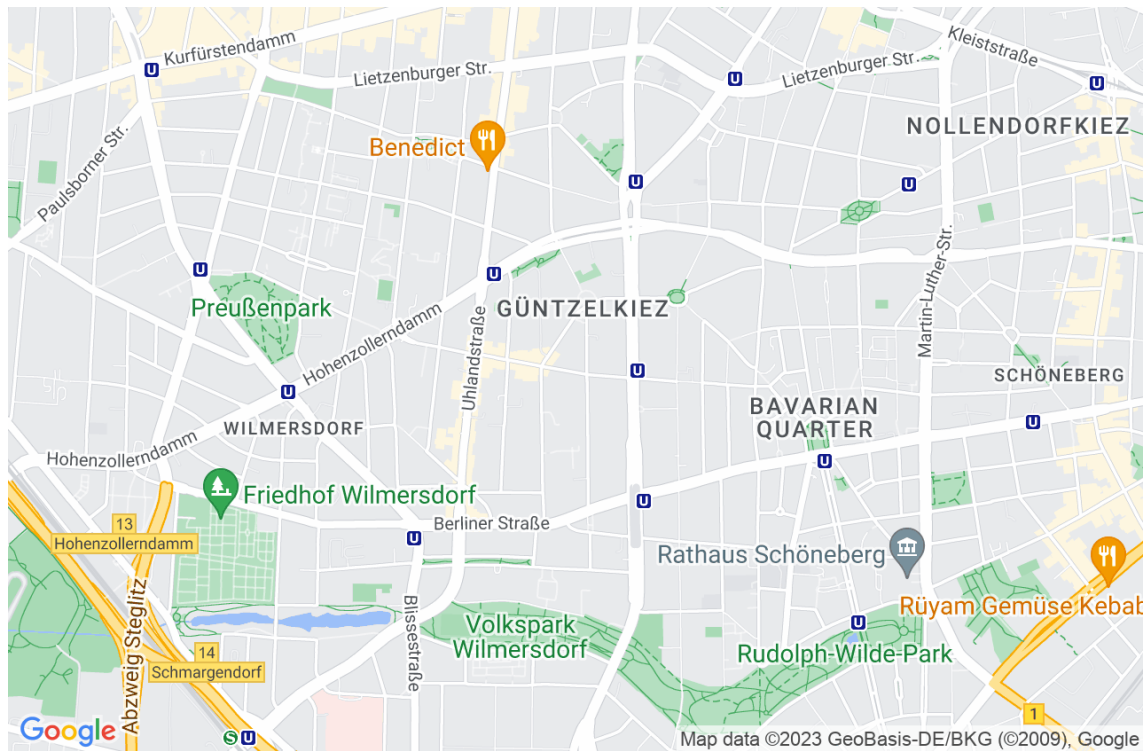 Kurfürstendamm
Lietzenburger Str.
Lietzenburger Str.
Kleiststraße
Paulsborner Str.
Benedict
NOLLENDORFKIEZ
Martin-Luther-Str.
Preußenpark
GÜNTZELKIEZ
Hohenzollerndamm
Uhlandstraße
SCHÖNEBERG
BAVARIAN
QUARTER
WILMERSDORF
Hohenzollerndamm
Friedhof Wilmersdorf
Berliner Straße
13
Hohenzollerndamm
Rathaus Schöneberg
Rüyam Gemüse Kebab
Abzweig Steglitz
Blissestraße
Volkspark
Wilmersdorf
Rudolph-Wilde-Park
14
Schmargendorf
1
Google
S U
Map data ©2023 GeoBasis-DE/BKG (©2009), Google